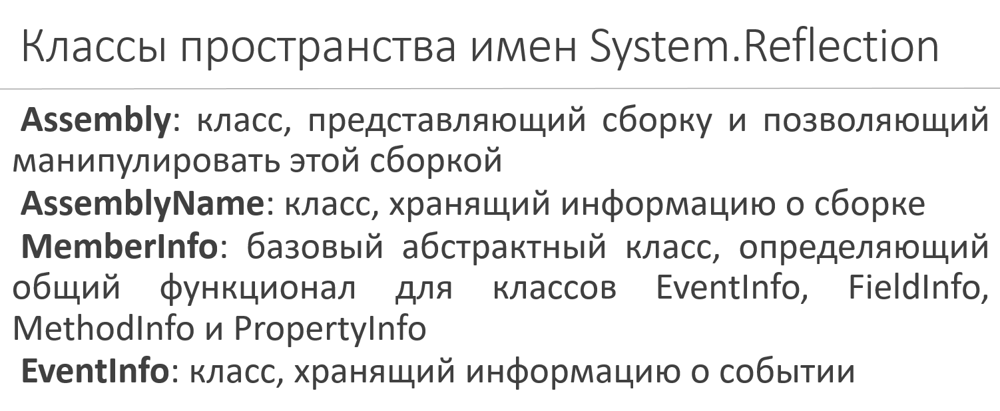 Классы пространства имен System.Reflection
Assembly: класс, представляющий сборку и позволяющий
манипулировать этой сборкой
AssemblyName: класс, хранящий информацию о сборке
MemberInfo: базовый абстрактный класс, определяющий
общий функционал для классов EventInfo, FieldInfo,
MethodInfo и PropertyInfo
EventInfo: класс, хранящий информацию о событии